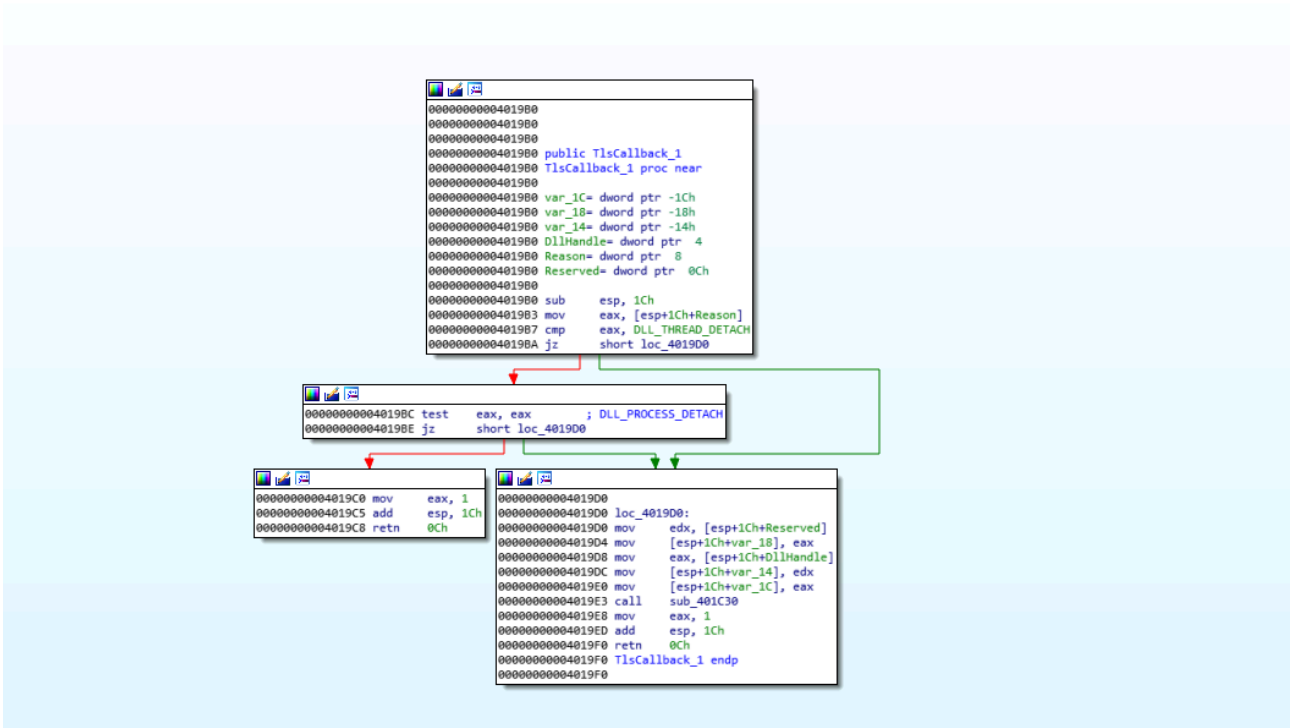 00000000004019B0
00000000004019B0
00000000004019B0
00000000004019B0 public TlsCallback_1
00000000004019B0 TlsCallback_1 proc near
00000000004019B0
00000000004019B0 var_1C= dword ptr -1Ch
00000000004019B0 var_18= dword ptr -18h
00000000004019B0 var_14= dword ptr -14h
00000000004019B0 DllHandle= dword ptr  4
00000000004019B0 Reason= dword ptr  8
00000000004019B0 Reserved= dword ptr  0Ch
00000000004019B0
00000000004019B0 sub     esp, 1Ch
00000000004019B3 mov     eax, [esp+1Ch+Reason]
00000000004019B7 cmp     eax, DLL_THREAD_DETACH
00000000004019BA jz      short loc_4019D0
00000000004019BC test    eax, eax        ; DLL_PROCESS_DETACH
00000000004019BE jz      short loc_4019D0
00000000004019C0 mov     eax, 1
00000000004019C5 add     esp, 1Ch
00000000004019C8 retn    0Ch
00000000004019D0
00000000004019D0 loc_4019D0:
00000000004019D0 mov     edx, [esp+1Ch+Reserved]
00000000004019D4 mov     [esp+1Ch+var_18], eax
00000000004019D8 mov     eax, [esp+1Ch+DllHandle]
00000000004019DC mov     [esp+1Ch+var_14], edx
00000000004019E0 mov     [esp+1Ch+var_1C], eax
00000000004019E3 call    sub_401C30
00000000004019E8 mov     eax, 1
00000000004019ED add     esp, 1Ch
00000000004019F0 retn    0Ch
00000000004019F0 TlsCallback_1 endp
00000000004019F0